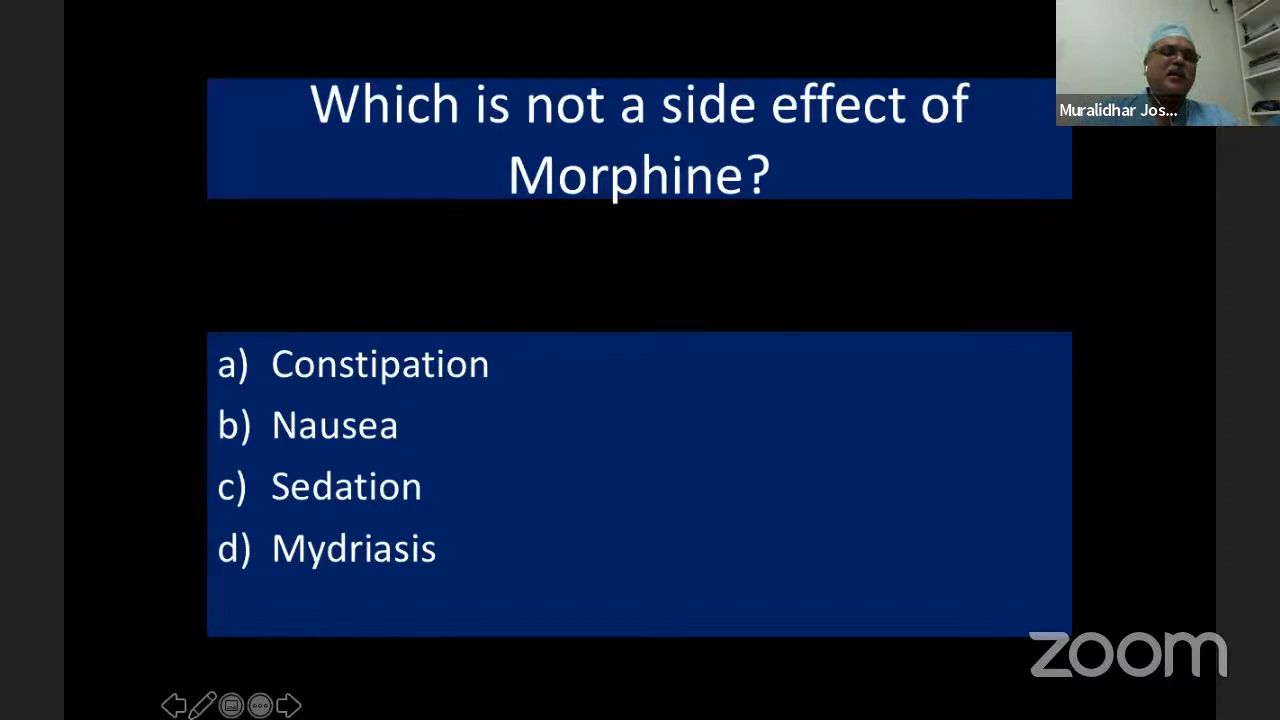 Which is not a side effect of
Morphine?
Muralidhar Jos...
a) Constipation
b) Nausea
c) Sedation
d) Mydriasis
zoom